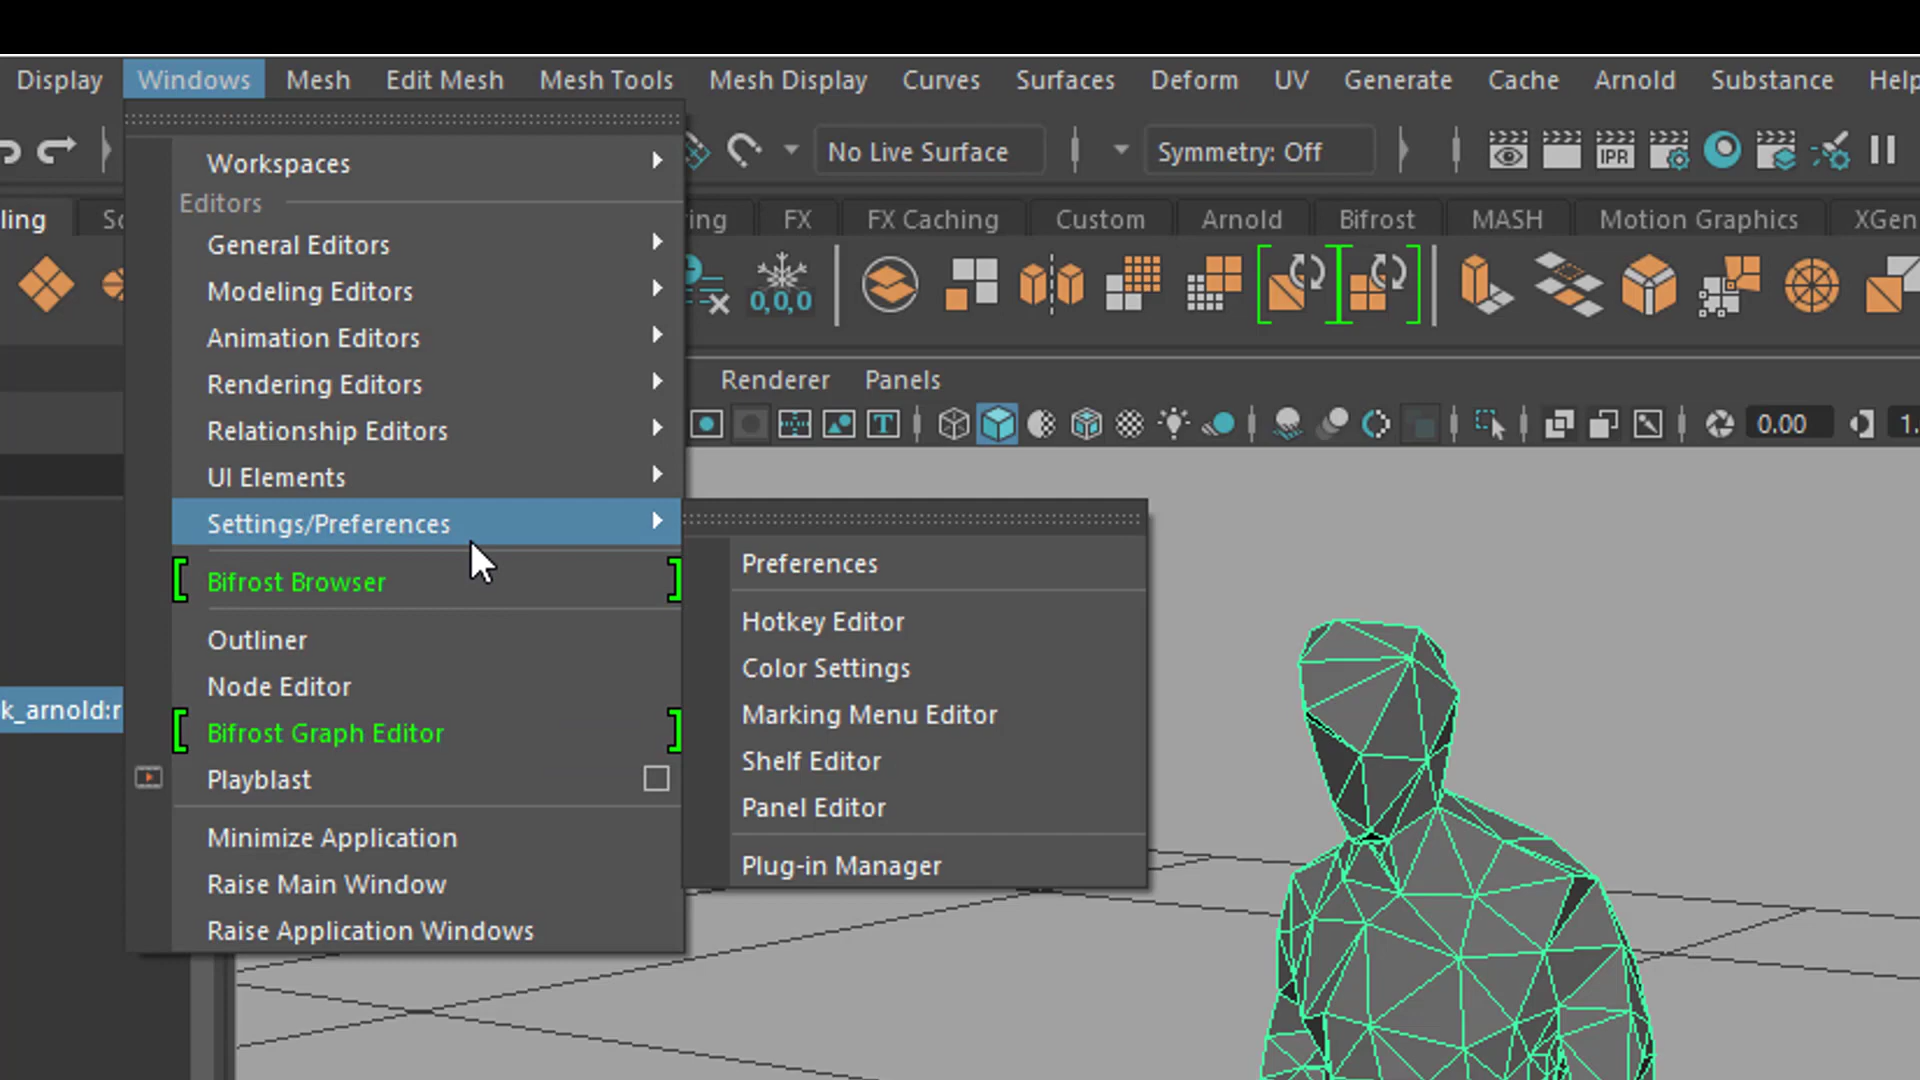 Display Windows Mesh Edit Mesh Mesh Tools Mesh Display Curves Surfaces Deform UV Generate Cache Arnold Substance Help
No Live Surface Symmetry: Off IPR
ling Sc ring FX FX Caching Custom Arnold Bifrost MASH Motion Graphics XGen
0,0,0
Renderer Panels
T 0.00 1.
Workspaces
Editors
General Editors
Modeling Editors
Animation Editors
Rendering Editors
Relationship Editors
UI Elements
Settings/Preferences
Bifrost Browser
Outliner
Node Editor
Bifrost Graph Editor
Playblast
Minimize Application
Raise Main Window
Raise Application Windows
Preferences
Hotkey Editor
Color Settings
Marking Menu Editor
Shelf Editor
Panel Editor
Plug-in Manager
k_arnold:r